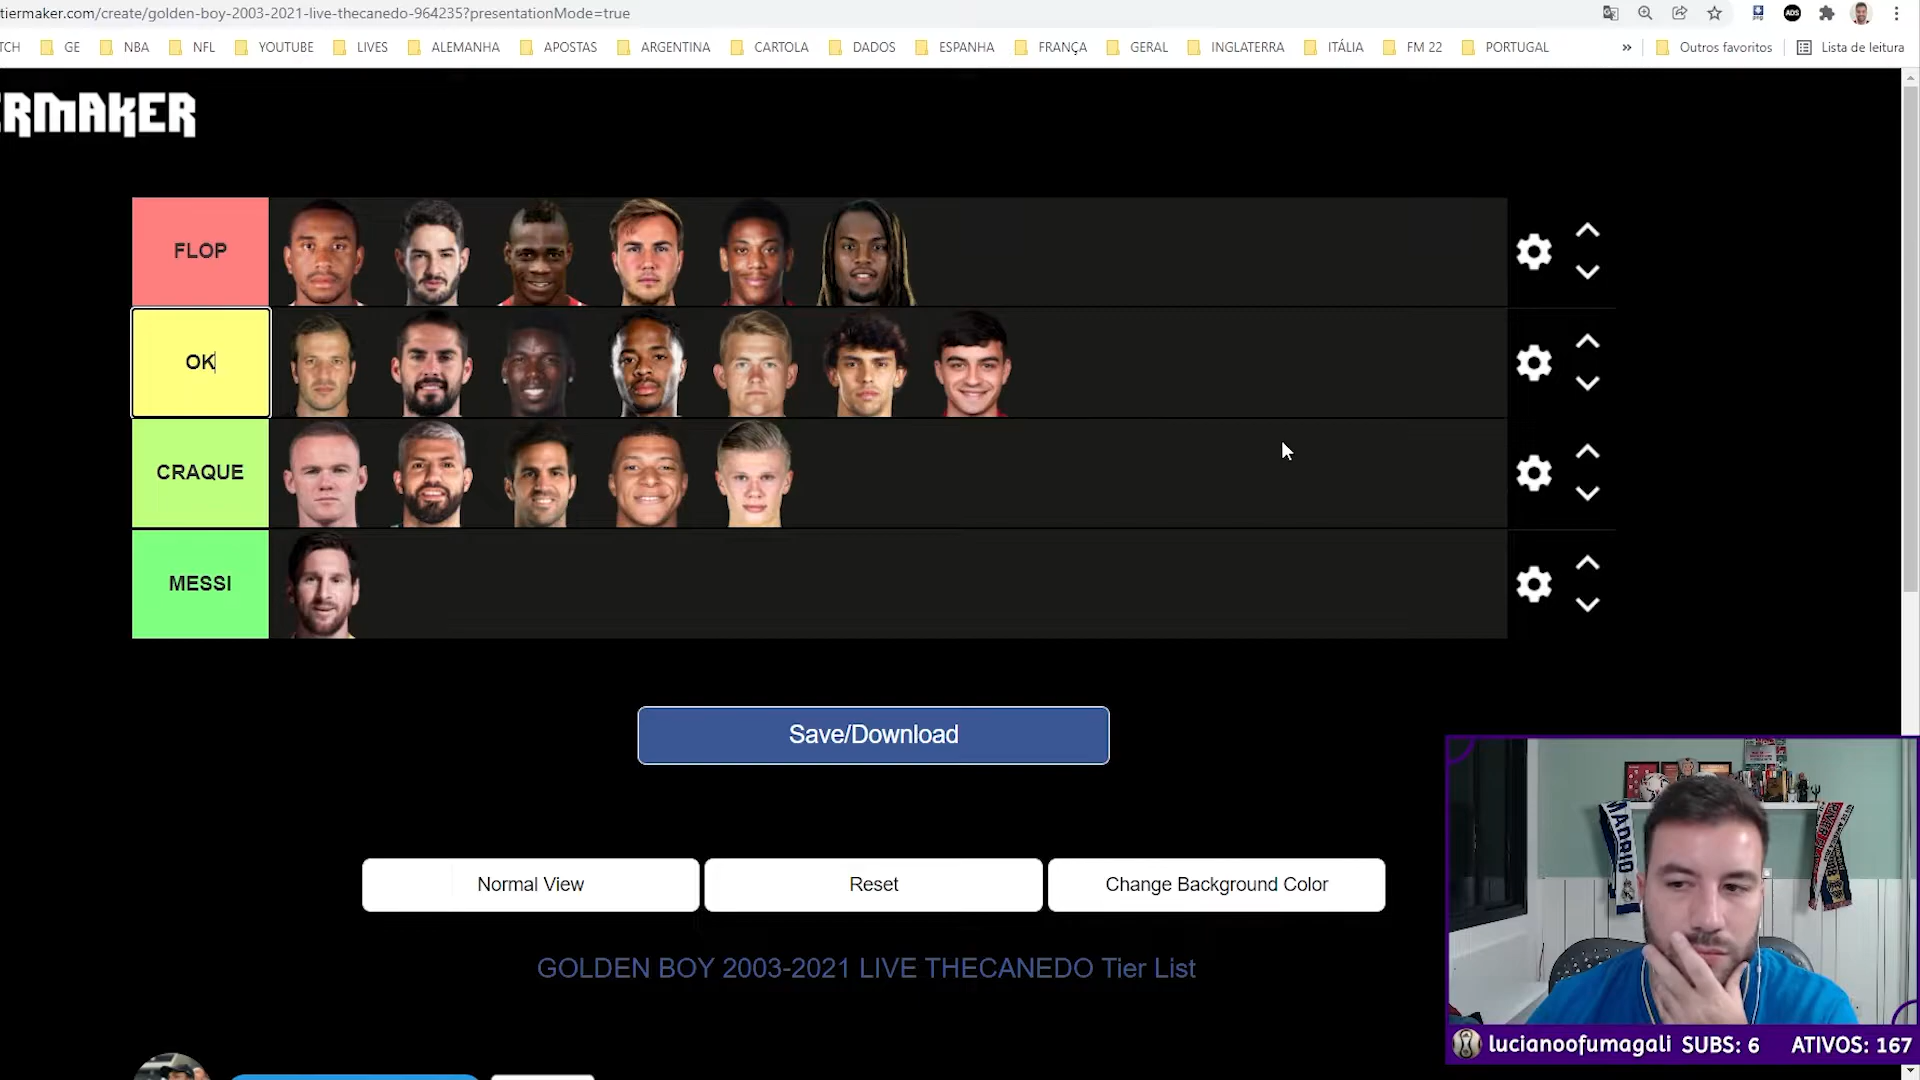 tiermaker.com/create/golden-boy-2003-2021-live-thecanedo-964235?presentationMode=true
TCH GE NBA NFL YOUTUBE LIVES ALEMANHA APOSTAS ARGENTINA CARTOLA DADOS ESPANHA FRANÇA GERAL INGLATERRA ITÁLIA FM 22 PORTUGAL » Outros favoritos Lista de leitura
ERMAKER
FLOP
OK
CRAQUE
MESSI
Save/Download
Normal View Reset Change Background Color
GOLDEN BOY 2003-2021 LIVE THECANEDO Tier List
MADRID
lucianoofumagali SUBS: 6 ATIVOS: 167